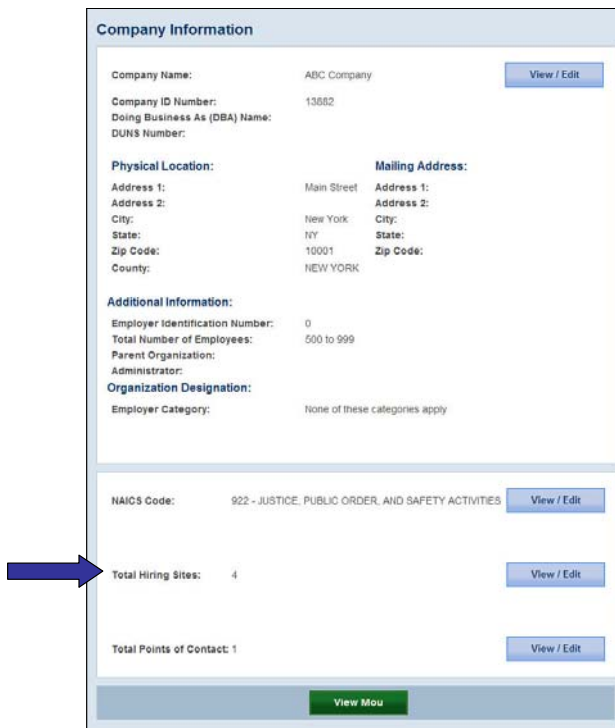 Company Information
Company Name: ABC Company View / Edit
Company ID Number: 13882
Doing Business As (DBA) Name:
DUNS Number:
Physical Location: Mailing Address:
Address 1: Main Street Address 1:
Address 2: Address 2:
City: New York City:
State: NY State:
Zip Code: 10001 Zip Code:
County: NEW YORK
Additional Information:
Employer Identification Number: 0
Total Number of Employees: 500 to 999
Parent Organization:
Administrator:
Organization Designation:
Employer Category: None of these categories apply
NAICS Code: 922 - JUSTICE, PUBLIC ORDER, AND SAFETY ACTIVITIES View / Edit
Total Hiring Sites: 4 View / Edit
Total Points of Contact: 1 View / Edit
View Mou